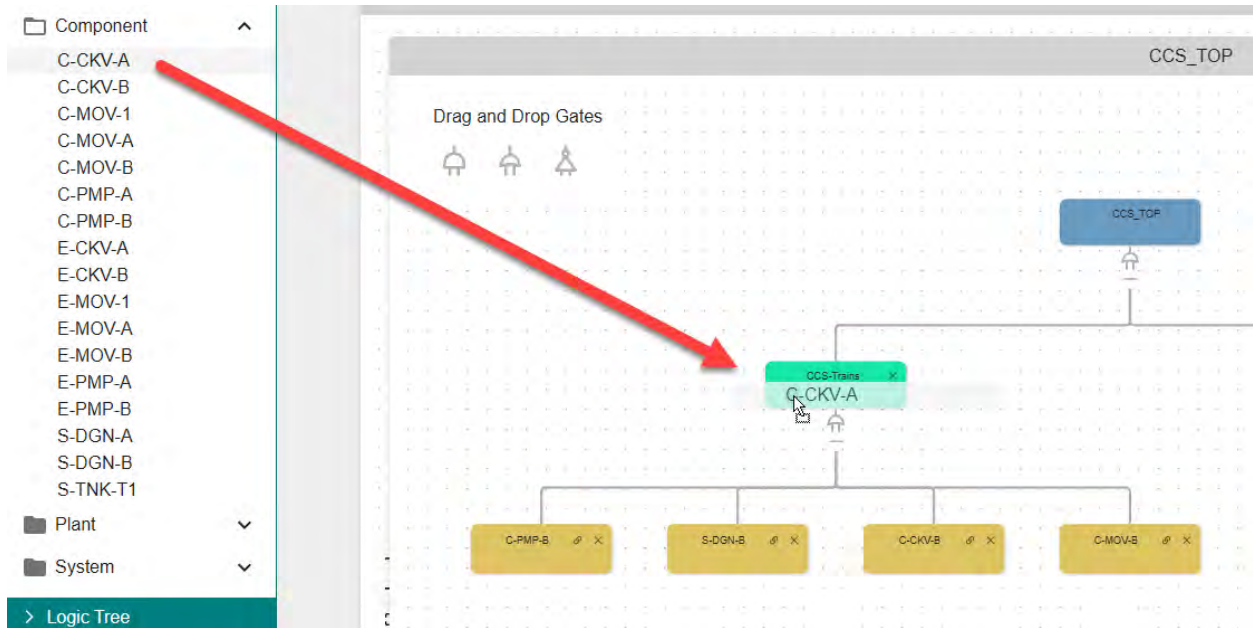 Component
C-CKV-A
C-CKV-B
C-MOV-1
C-MOV-A
C-MOV-B
C-PMP-A
C-PMP-B
E-CKV-A
E-CKV-B
E-MOV-1
E-MOV-A
E-MOV-B
E-PMP-A
E-PMP-B
S-DGN-A
S-DGN-B
S-TNK-T1
Plant
System
> Logic Tree
CCS_TOP
Drag and Drop Gates
CCS_TOP
CCS-Trains
C-CKV-A
C-PMP-B
S-DGN-B
C-CKV-B
C-MOV-B